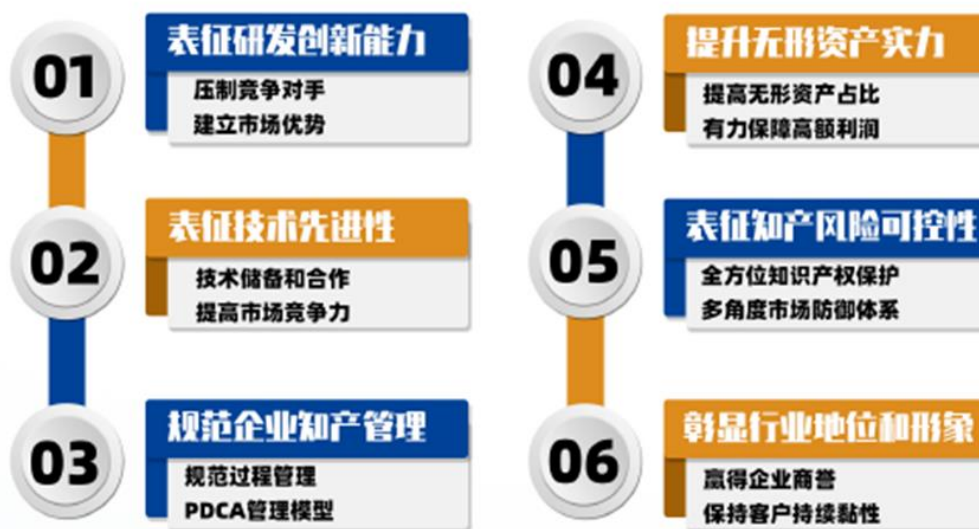 01
表征研发创新能力
压制竞争对手
建立市场优势
02
表征技术先进性
技术储备和合作
提高市场竞争力
03
规范企业知产管理
规范过程管理
PDCA管理模型
04
提升无形资产实力
提高无形资产占比
有力保障高额利润
05
表征知产风险可控性
全方位知识产权保护
多角度市场防御体系
06
彰显行业地位和形象
赢得企业商誉
保持客户持续黏性